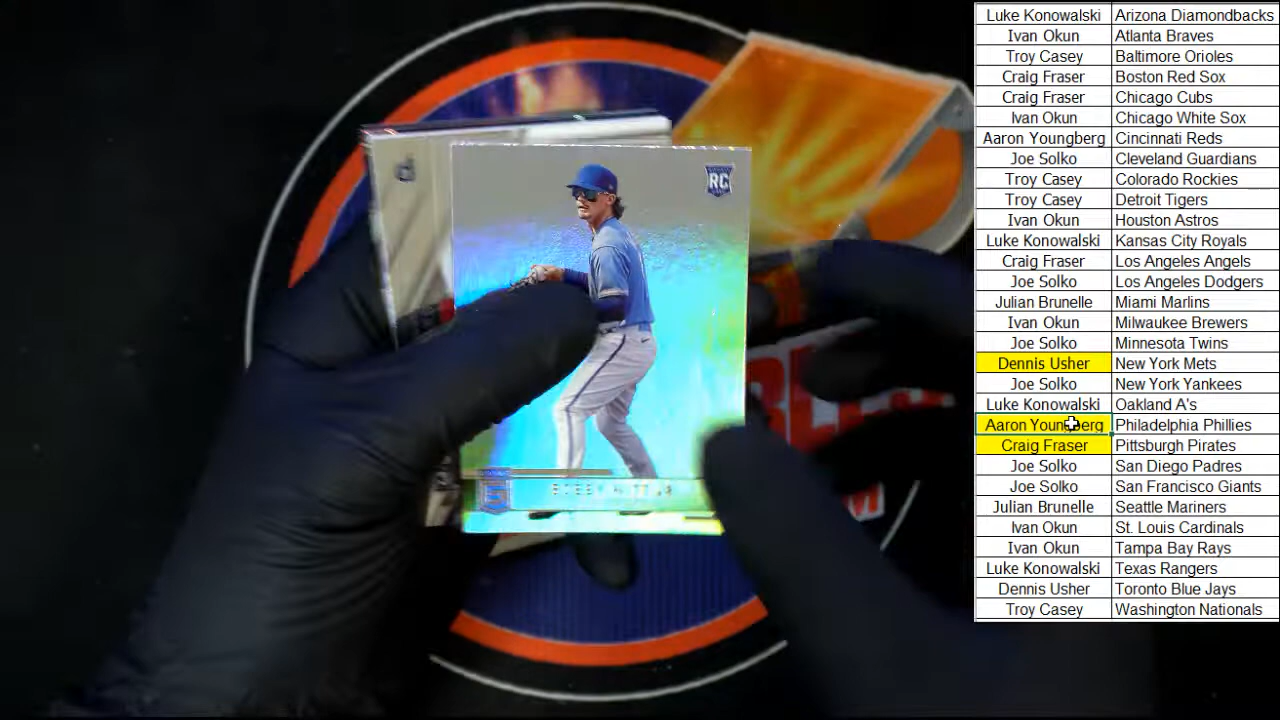 RC
Luke Konowalski Arizona Diamondbacks
Ivan Okun Atlanta Braves
Troy Casey Baltimore Orioles
Craig Fraser Boston Red Sox
Craig Fraser Chicago Cubs
Ivan Okun Chicago White Sox
Aaron Youngberg Cincinnati Reds
Joe Solko Cleveland Guardians
Troy Casey Colorado Rockies
Troy Casey Detroit Tigers
Ivan Okun Houston Astros
Luke Konowalski Kansas City Royals
Craig Fraser Los Angeles Angels
Joe Solko Los Angeles Dodgers
Julian Brunelle Miami Marlins
Ivan Okun Milwaukee Brewers
Joe Solko Minnesota Twins
Dennis Usher New York Mets
Joe Solko New York Yankees
Luke Konowalski Oakland A's
Aaron Youngberg Philadelphia Phillies
Craig Fraser Pittsburgh Pirates
Joe Solko San Diego Padres
Joe Solko San Francisco Giants
Julian Brunelle Seattle Mariners
Ivan Okun St. Louis Cardinals
Ivan Okun Tampa Bay Rays
Luke Konowalski Texas Rangers
Dennis Usher Toronto Blue Jays
Troy Casey Washington Nationals